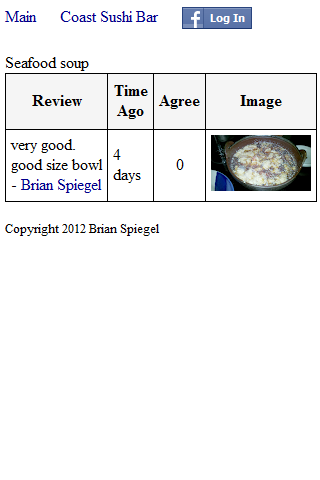 Main Coast Sushi Bar f Log In
Seafood soup
Review Time Ago Agree Image
very good.
good size bowl
- Brian Spiegel
4
days
0
Copyright 2012 Brian Spiegel